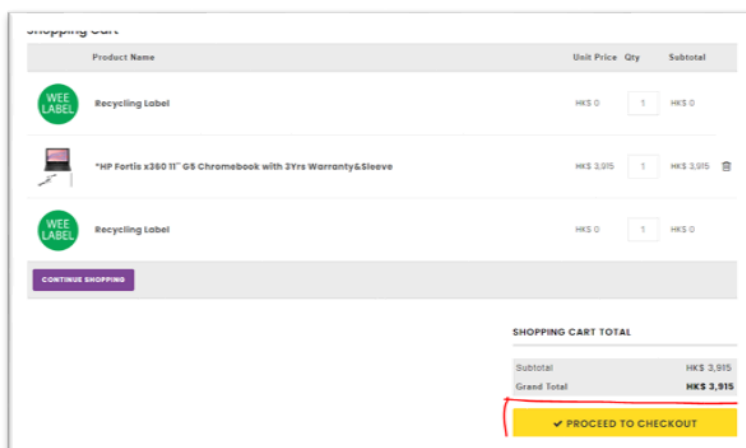 Shopping Cart
Product Name Unit Price Qty Subtotal
WEE LABEL Recycling Label HK$ 0 1 HK$ 0
"HP Fortis x360 11" G5 Chromebook with 3Yrs Warranty&Sleeve HK$ 3,915 1 HK$ 3,915
WEE LABEL Recycling Label HK$ 0 1 HK$ 0
CONTINUE SHOPPING
SHOPPING CART TOTAL
Subtotal HK$ 3,915
Grand Total HK$ 3,915
✔ PROCEED TO CHECKOUT